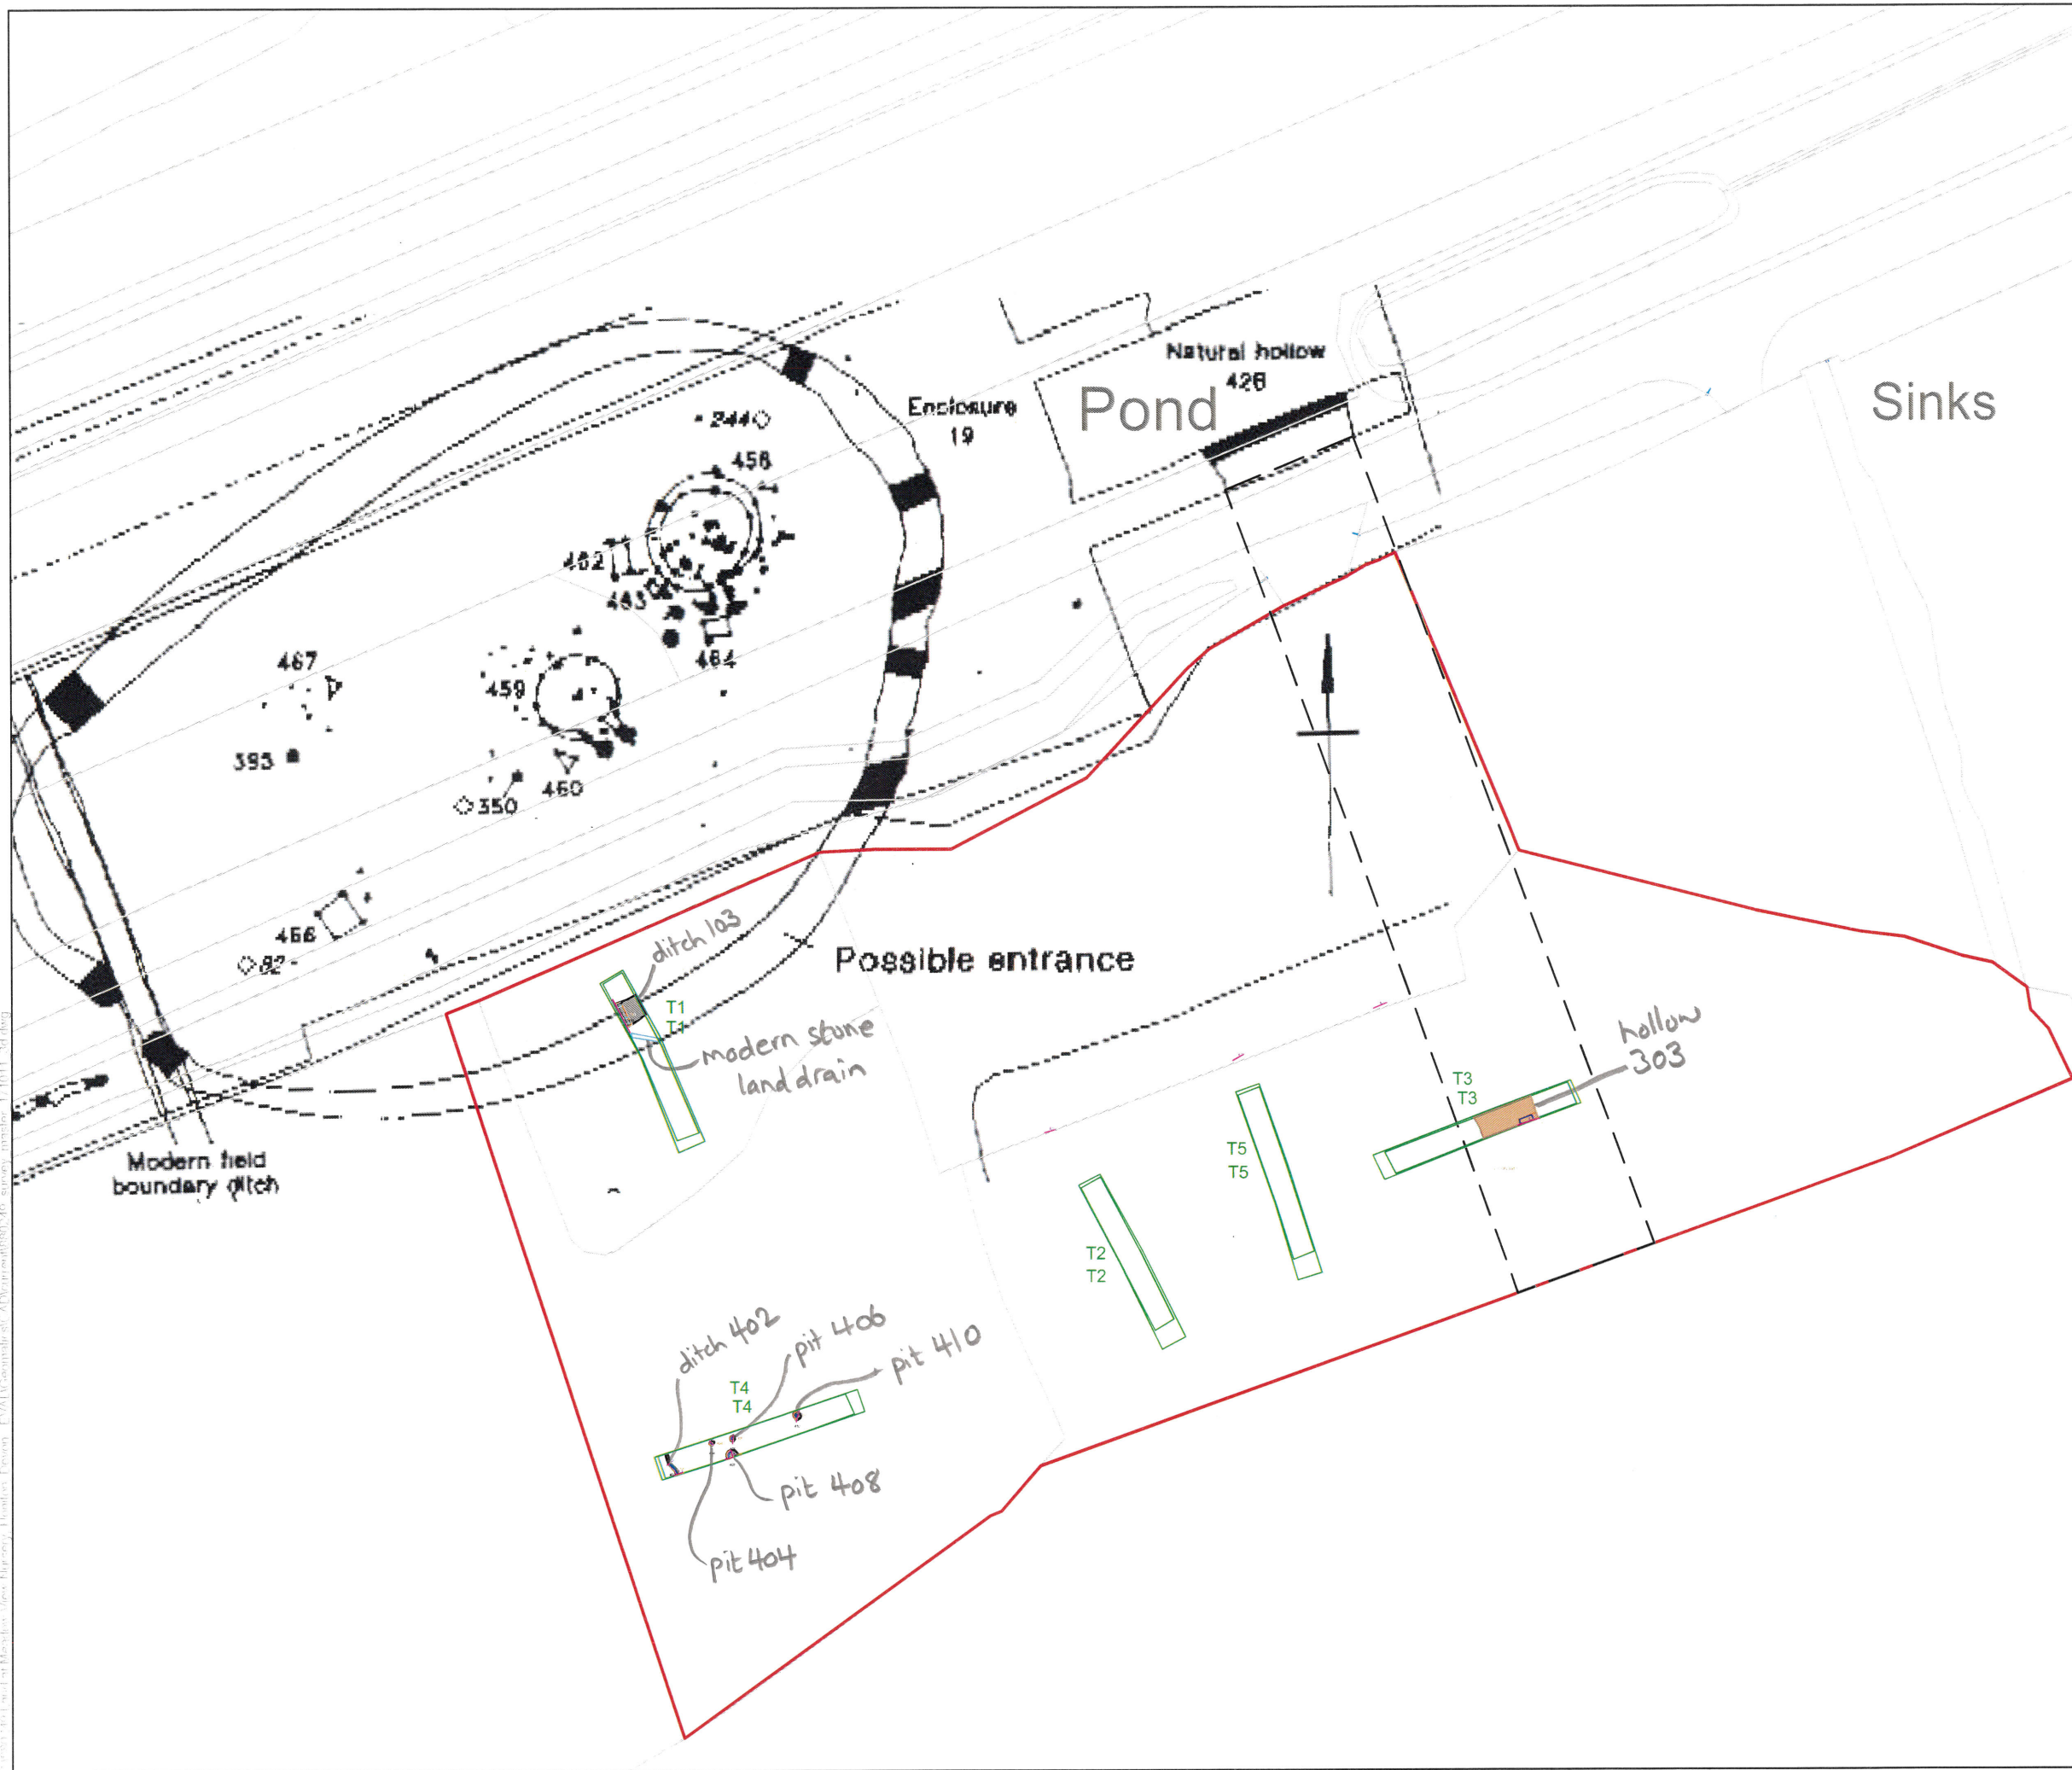 Natural hollow
426
Pond
Sinks
Enclosure
19
244
458
462
463
464
467
459
393
460
350
466
82
ditch 103
Possible entrance
T1
T1
modern stone
land drain
hollow
303
T3
T3
Modern field
boundary ditch
T5
T5
T2
T2
ditch 402
pit 406
pit 410
T4
T4
pit 408
pit 404